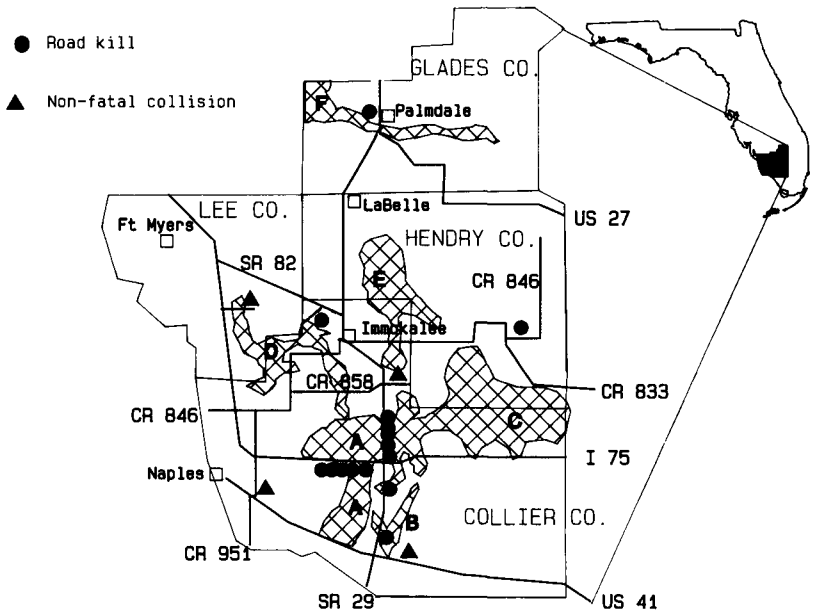 Road kill
Non-fatal collision
GLADES CO.
F
Palmdale
LEE CO.
LaBelle
US 27
Ft Myers
HENDRY CO.
SR 82
E
CR 846
Immokalee
D
CR 858
CR 833
CR 846
C
A
I 75
Naples
A
B
COLLIER CO.
CR 951
SR 29
US 41